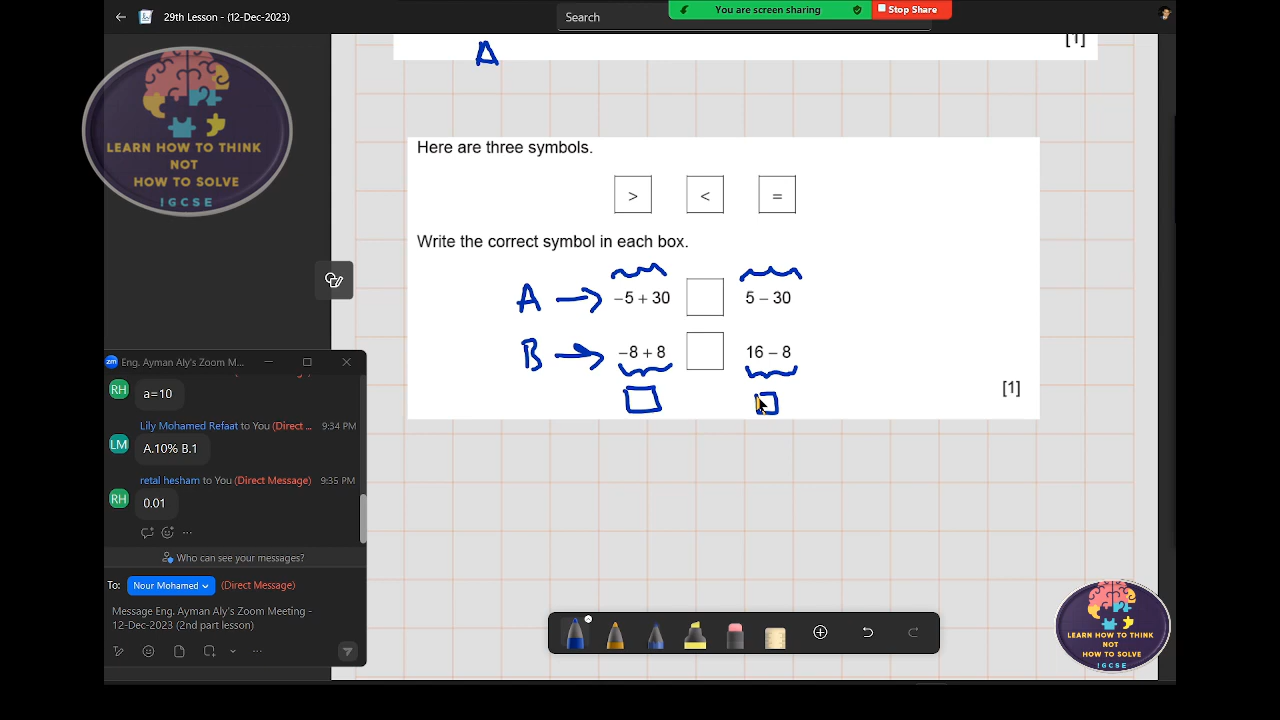 29th Lesson - (12-Dec-2023)
Search
You are screen sharing
Stop Share
[1]
A
LEARN HOW TO THINK
NOT
HOW TO SOLVE
IGCSE
Here are three symbols.
> < =
Write the correct symbol in each box.
A → −5 + 30 5 − 30
B → −8 + 8 16 − 8
[1]
zm Eng. Ayman Aly's Zoom M...
RH a=10
Lily Mohamed Refaat to You (Direct ... 9:34 PM
LM A.10% B.1
retal hesham to You (Direct Message) 9:35 PM
RH 0.01
Who can see your messages?
To: Nour Mohamed (Direct Message)
Message Eng. Ayman Aly's Zoom Meeting -
12-Dec-2023 (2nd part lesson)
LEARN HOW TO THINK
NOT
HOW TO SOLVE
IGCSE